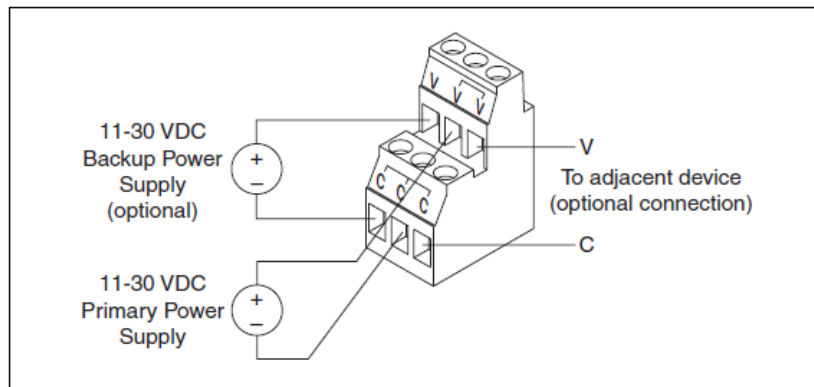 11-30 VDC
Backup Power
Supply
(optional)
+
–
11-30 VDC
Primary Power
Supply
+
–
V V V
C C C
V
To adjacent device
(optional connection)
C